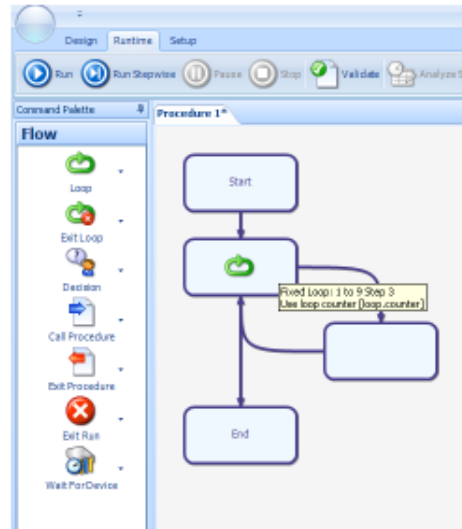 Design Runtime Setup
Run Run Stepwise Pause Stop Validate Analyze
Command Palette
Procedure 1*
Flow
Loop
Exit Loop
Decision
Call Procedure
Exit Procedure
Exit Run
Wait For Device
Start
Fixed Loop: 1 to 9 Step 3
Use loop counter (loop.counter)
End